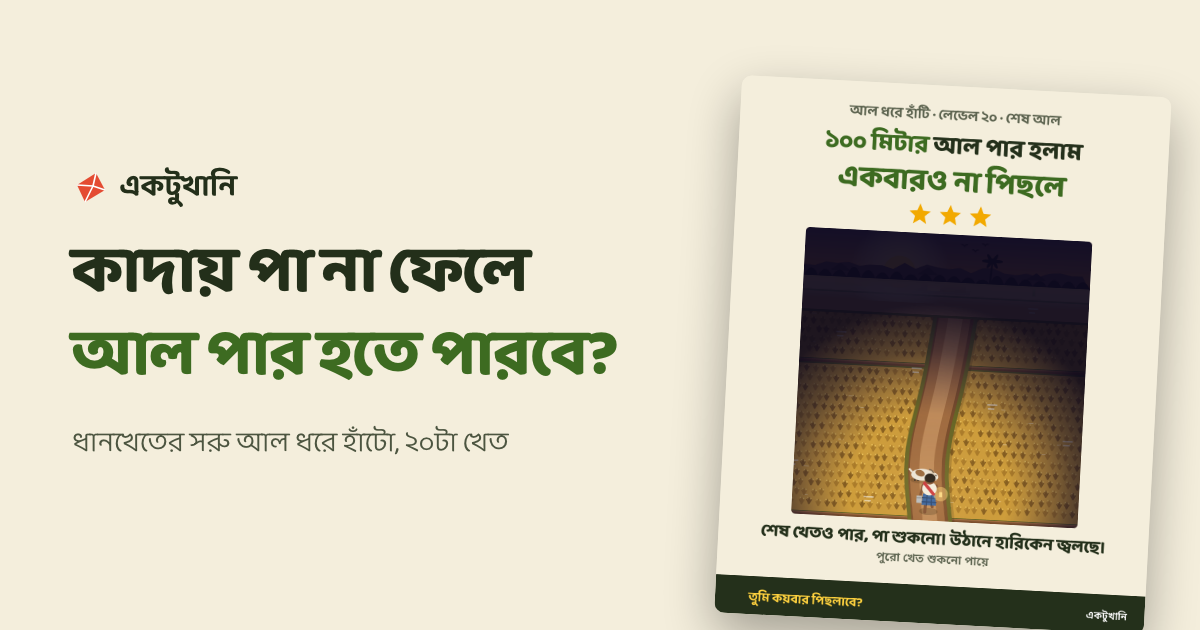 একটুখানি
কাদায় পা না ফেলে
আল পার হতে পারবে?
ধানখেতের সরু আল ধরে হাঁটো, ২০টা খেত
আল ধরে হাঁটি · লেভেল ২০ · শেষ আল
১০০ মিটার আল পার হলাম
একবারও না পিছলে
শেষ খেতও পার, পা শুকনো। উঠানে হারিকেন জ্বলছে।
পুরো খেত শুকনো পায়ে
তুমি কয়বার পিছলাবে?
একটুখানি